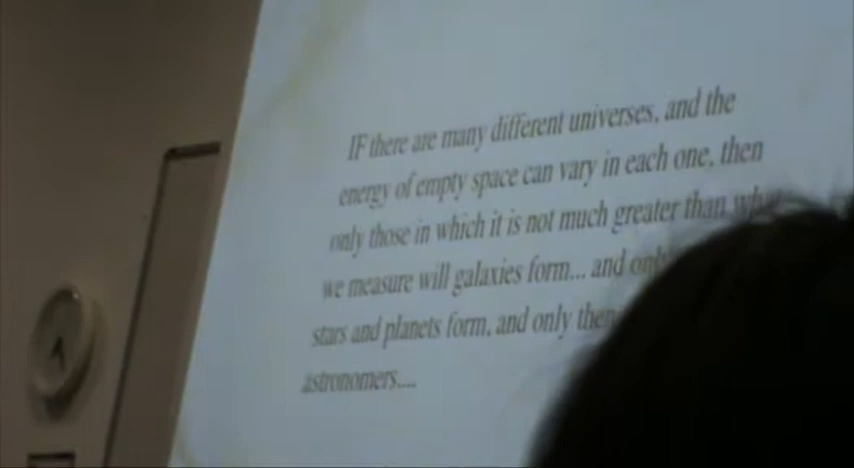 IF there are many different universes, and the
energy of empty space can vary in each one, then
only those in which it is not much greater than
we measure will galaxies form... and only
stars and planets form, and only then
astronomers....